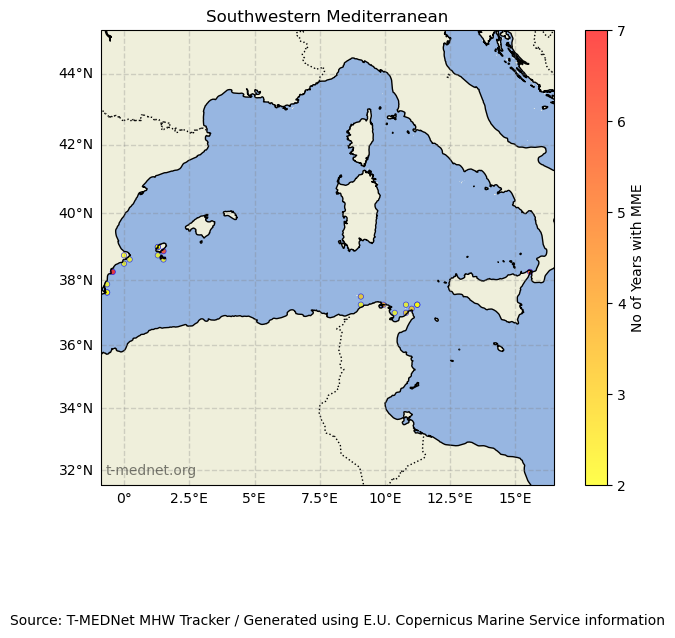 Southwestern Mediterranean
44°N
42°N
40°N
38°N
36°N
34°N
32°N
t-mednet.org
0°
2.5°E
5°E
7.5°E
10°E
12.5°E
15°E
7
6
5
4
3
2
No of Years with MME
Source: T-MEDNet MHW Tracker / Generated using E.U. Copernicus Marine Service information